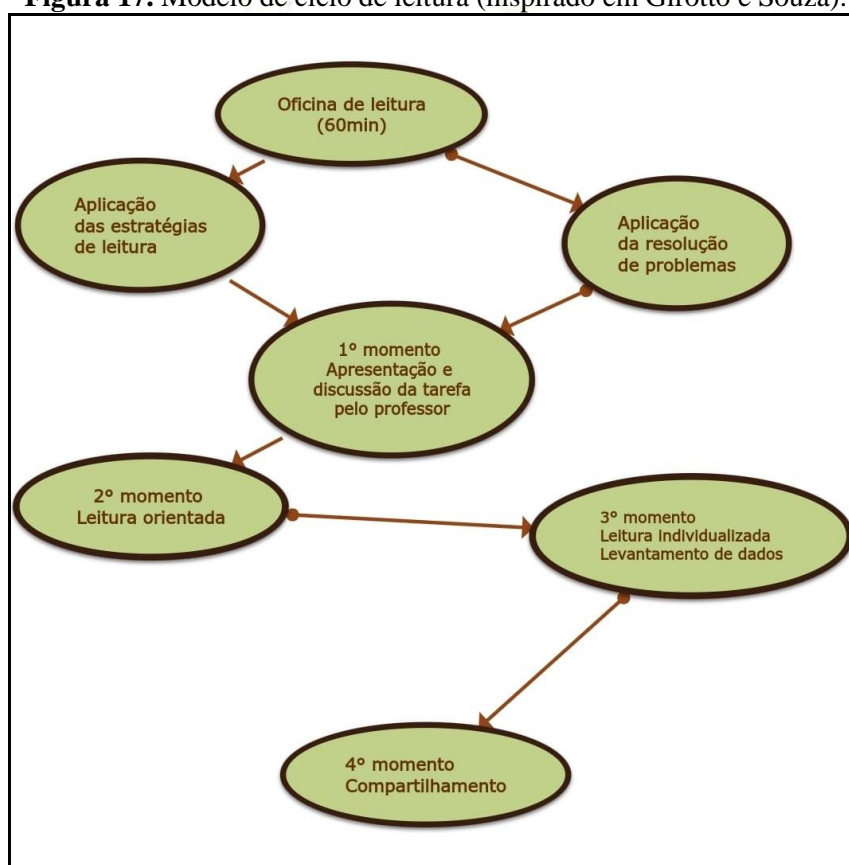 Figura 17. Modelo de ciclo de leitura (inspirado em Girotto e Souza).
Oficina de leitura
(60min)
Aplicação
das estratégias
de leitura
Aplicação
da resolução
de problemas
1º momento
Apresentação e
discussão da tarefa
pelo professor
2º momento
Leitura orientada
3º momento
Leitura individualizada
Levantamento de dados
4º momento
Compartilhamento